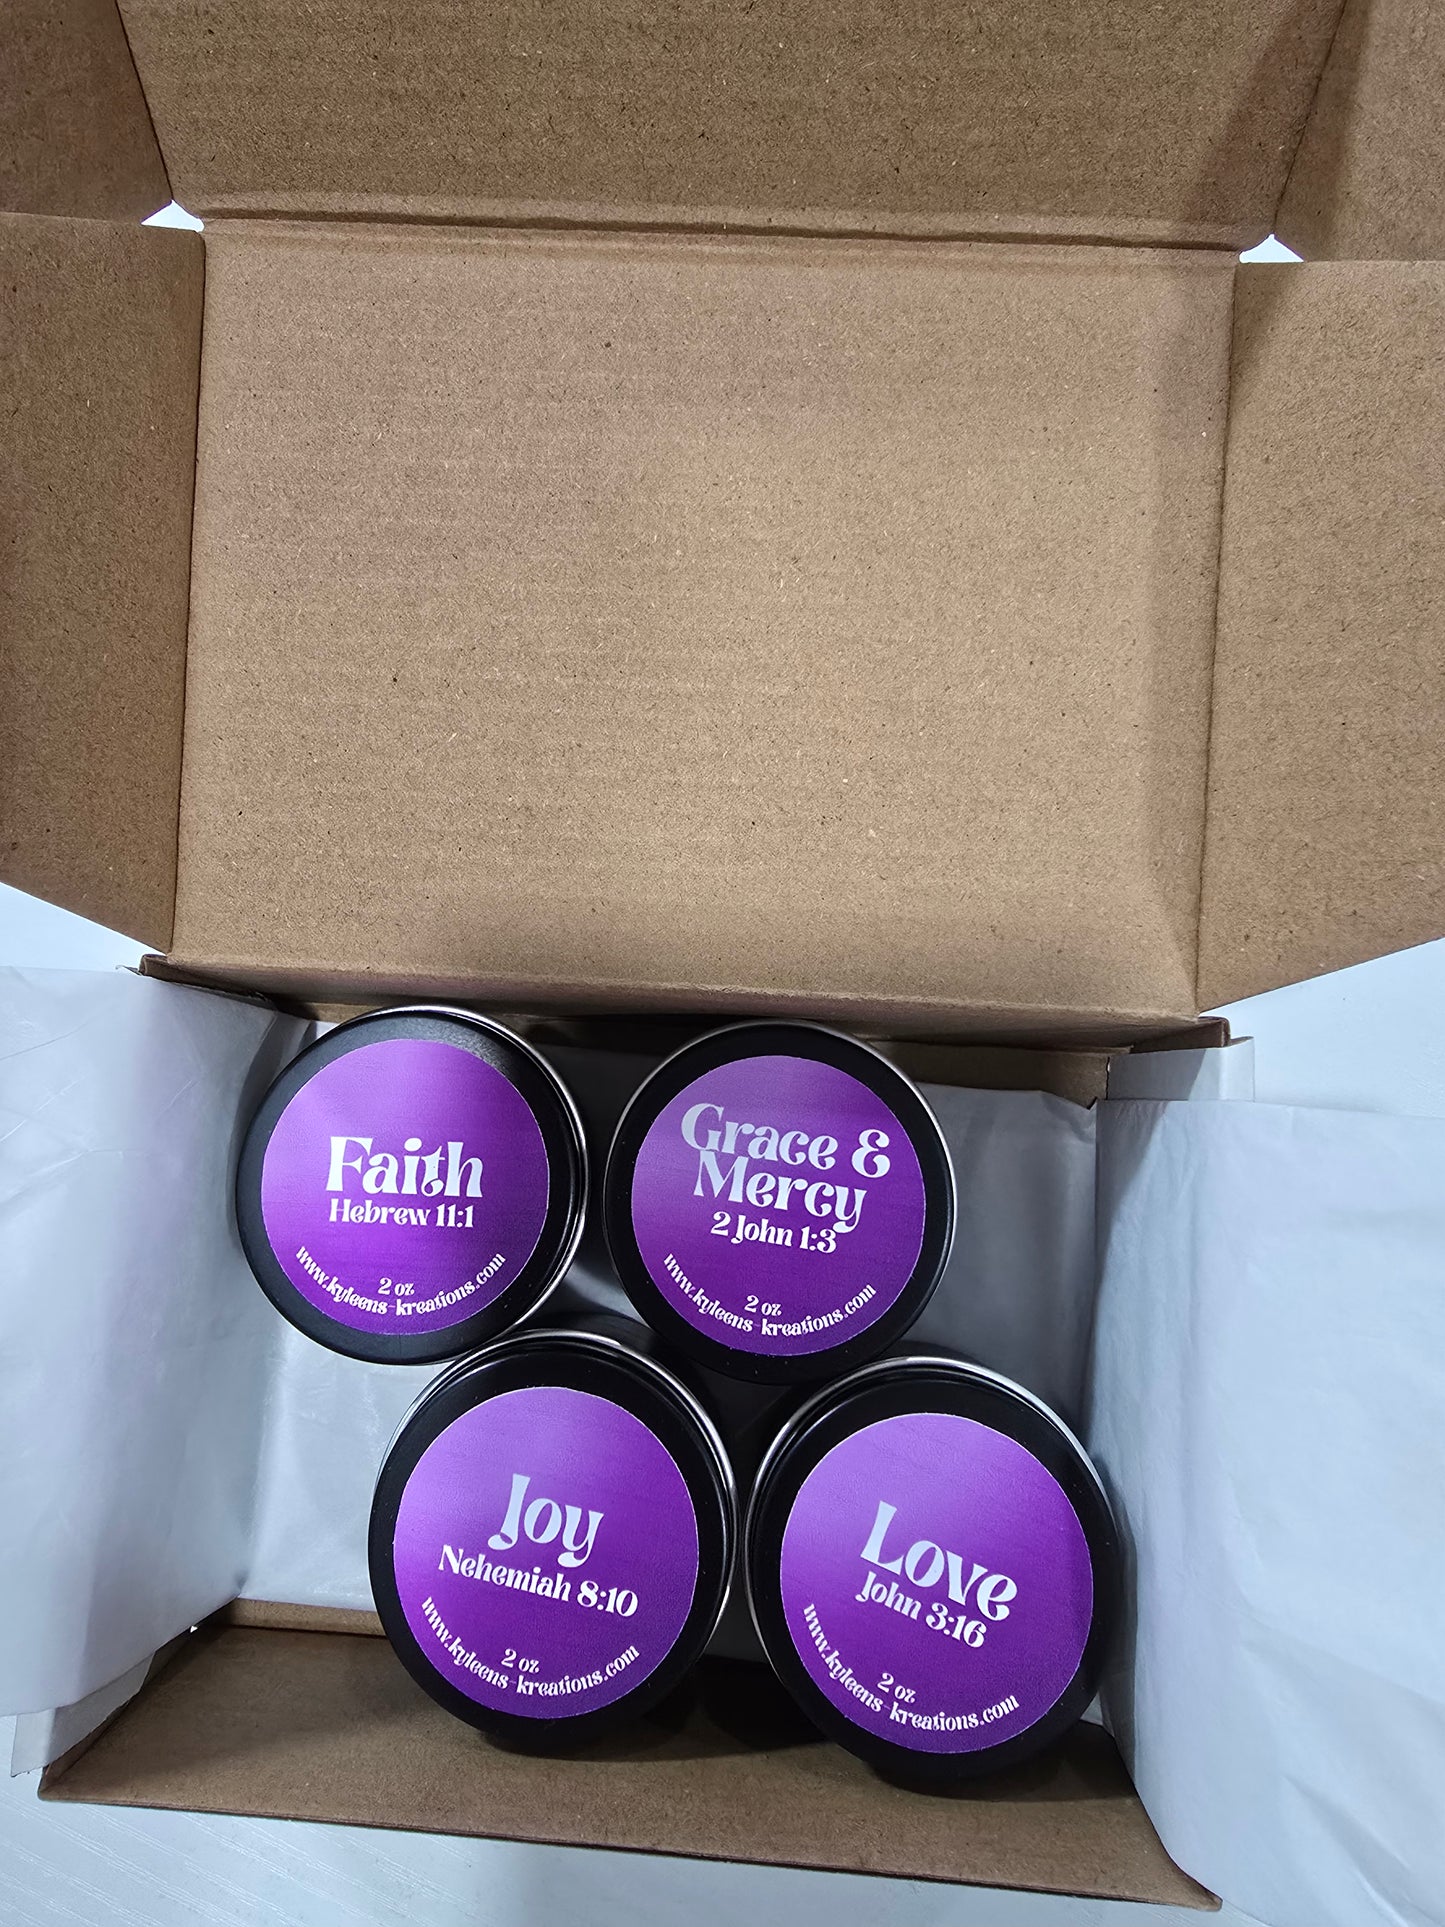 Faith
Hebrew 11:1
2 oz
www.kyleens-kreations.com
Grace &
Mercy
2 John 1:3
2 oz
www.kyleens-kreations.com
Joy
Nehemiah 8:10
2 oz
www.kyleens-kreations.com
Love
John 3:16
2 oz
www.kyleens-kreations.com